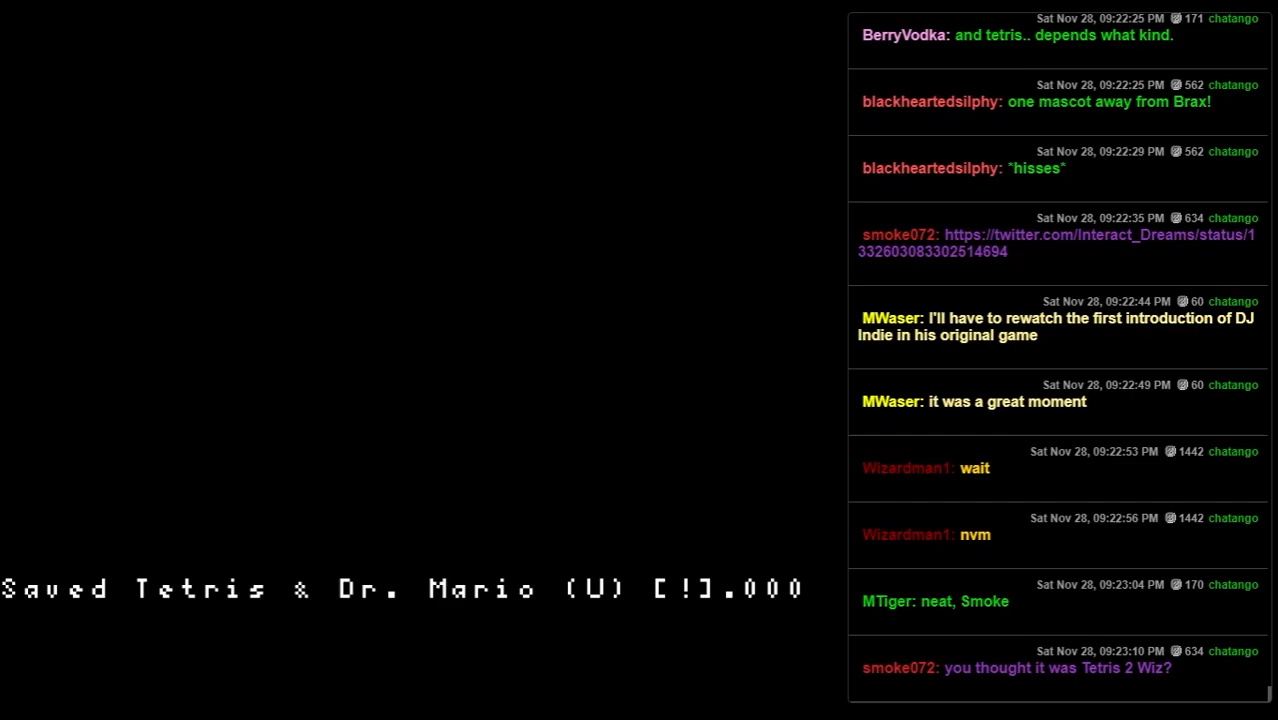 Saved Tetris & Dr. Mario (U) [!].000
Sat Nov 28, 09:22:25 PM 171 chatango
BerryVodka: and tetris.. depends what kind.
Sat Nov 28, 09:22:25 PM 562 chatango
blackheartedsilphy: one mascot away from Brax!
Sat Nov 28, 09:22:29 PM 562 chatango
blackheartedsilphy: *hisses*
Sat Nov 28, 09:22:35 PM 634 chatango
smoke072: https://twitter.com/Interact_Dreams/status/1
332603083302514694
Sat Nov 28, 09:22:44 PM 60 chatango
MWaser: I'll have to rewatch the first introduction of DJ
Indie in his original game
Sat Nov 28, 09:22:49 PM 60 chatango
MWaser: it was a great moment
Sat Nov 28, 09:22:53 PM 1442 chatango
Wizardman1: wait
Sat Nov 28, 09:22:56 PM 1442 chatango
Wizardman1: nvm
Sat Nov 28, 09:23:04 PM 170 chatango
MTiger: neat, Smoke
Sat Nov 28, 09:23:10 PM 634 chatango
smoke072: you thought it was Tetris 2 Wiz?